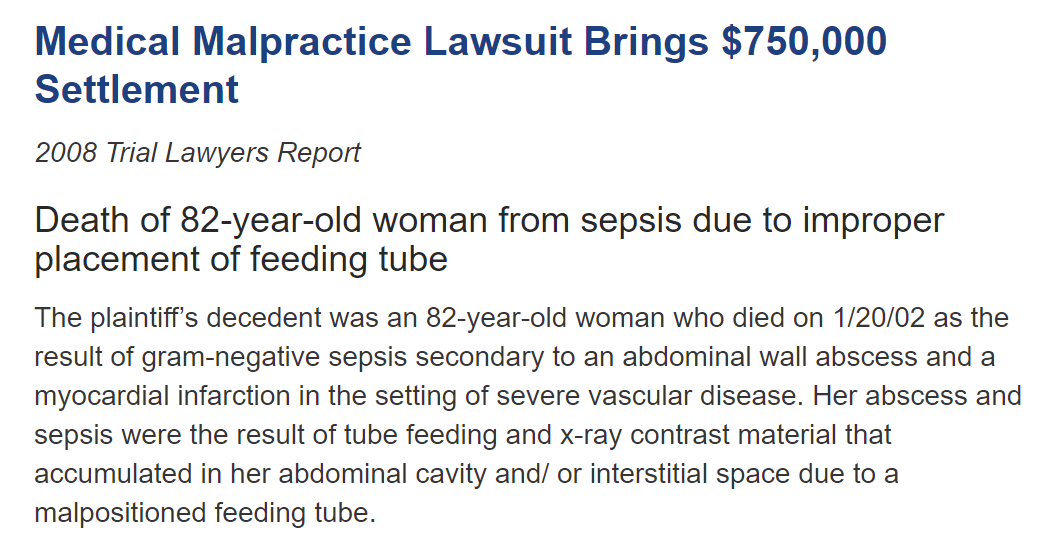 Medical Malpractice Lawsuit Brings $750,000
Settlement
2008 Trial Lawyers Report
Death of 82-year-old woman from sepsis due to improper
placement of feeding tube
The plaintiff’s decedent was an 82-year-old woman who died on 1/20/02 as the
result of gram-negative sepsis secondary to an abdominal wall abscess and a
myocardial infarction in the setting of severe vascular disease. Her abscess and
sepsis were the result of tube feeding and x-ray contrast material that
accumulated in her abdominal cavity and/ or interstitial space due to a
malpositioned feeding tube.